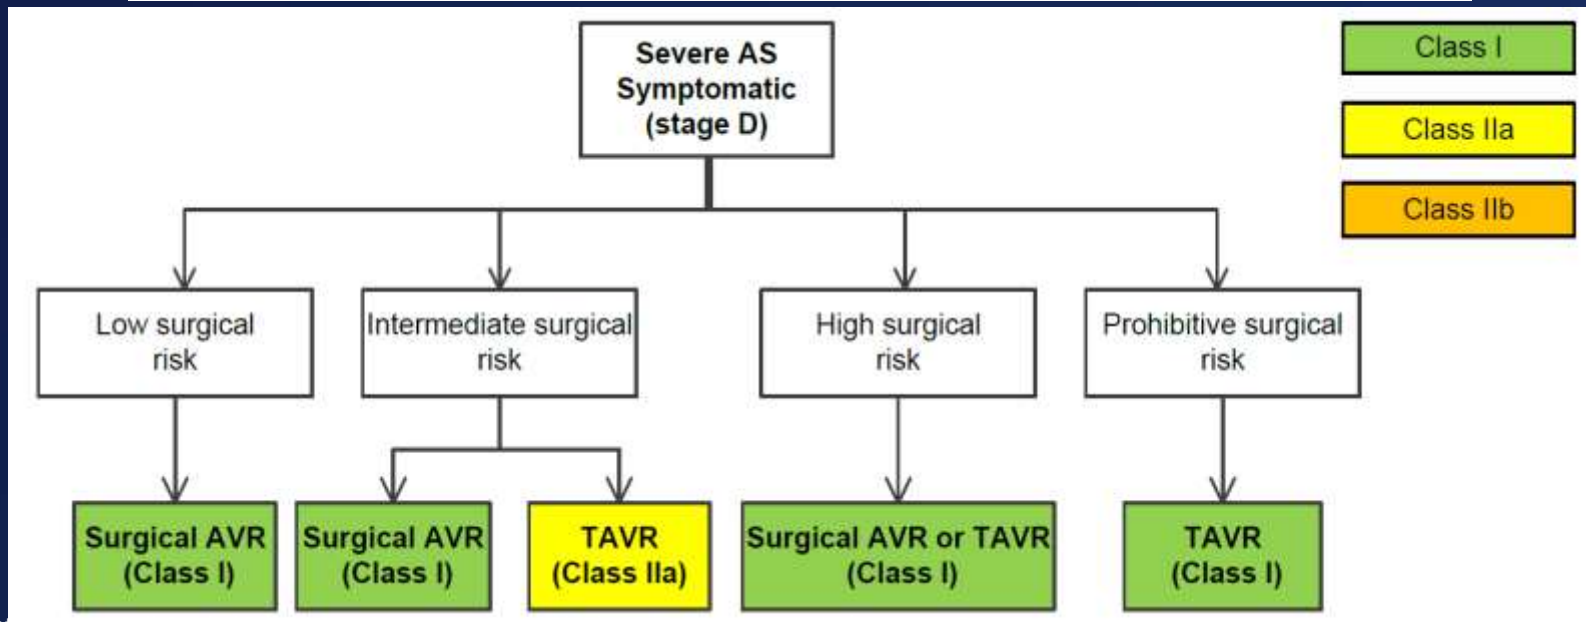 Severe AS
Symptomatic
(stage D)
Class I
Class IIa
Class IIb
Low surgical
risk
Intermediate surgical
risk
High surgical
risk
Prohibitive surgical
risk
Surgical AVR
(Class I)
Surgical AVR
(Class I)
TAVR
(Class IIa)
Surgical AVR or TAVR
(Class I)
TAVR
(Class I)